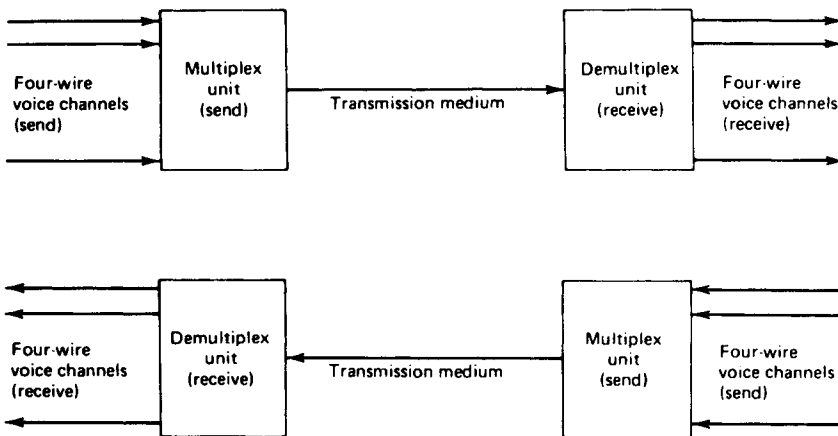 Four-wire
voice channels
(send)
Multiplex
unit
(send)
Transmission medium
Demultiplex
unit
(receive)
Four-wire
voice channels
(receive)
Four-wire
voice channels
(receive)
Demultiplex
unit
(receive)
Transmission medium
Multiplex
unit
(send)
Four-wire
voice channels
(send)